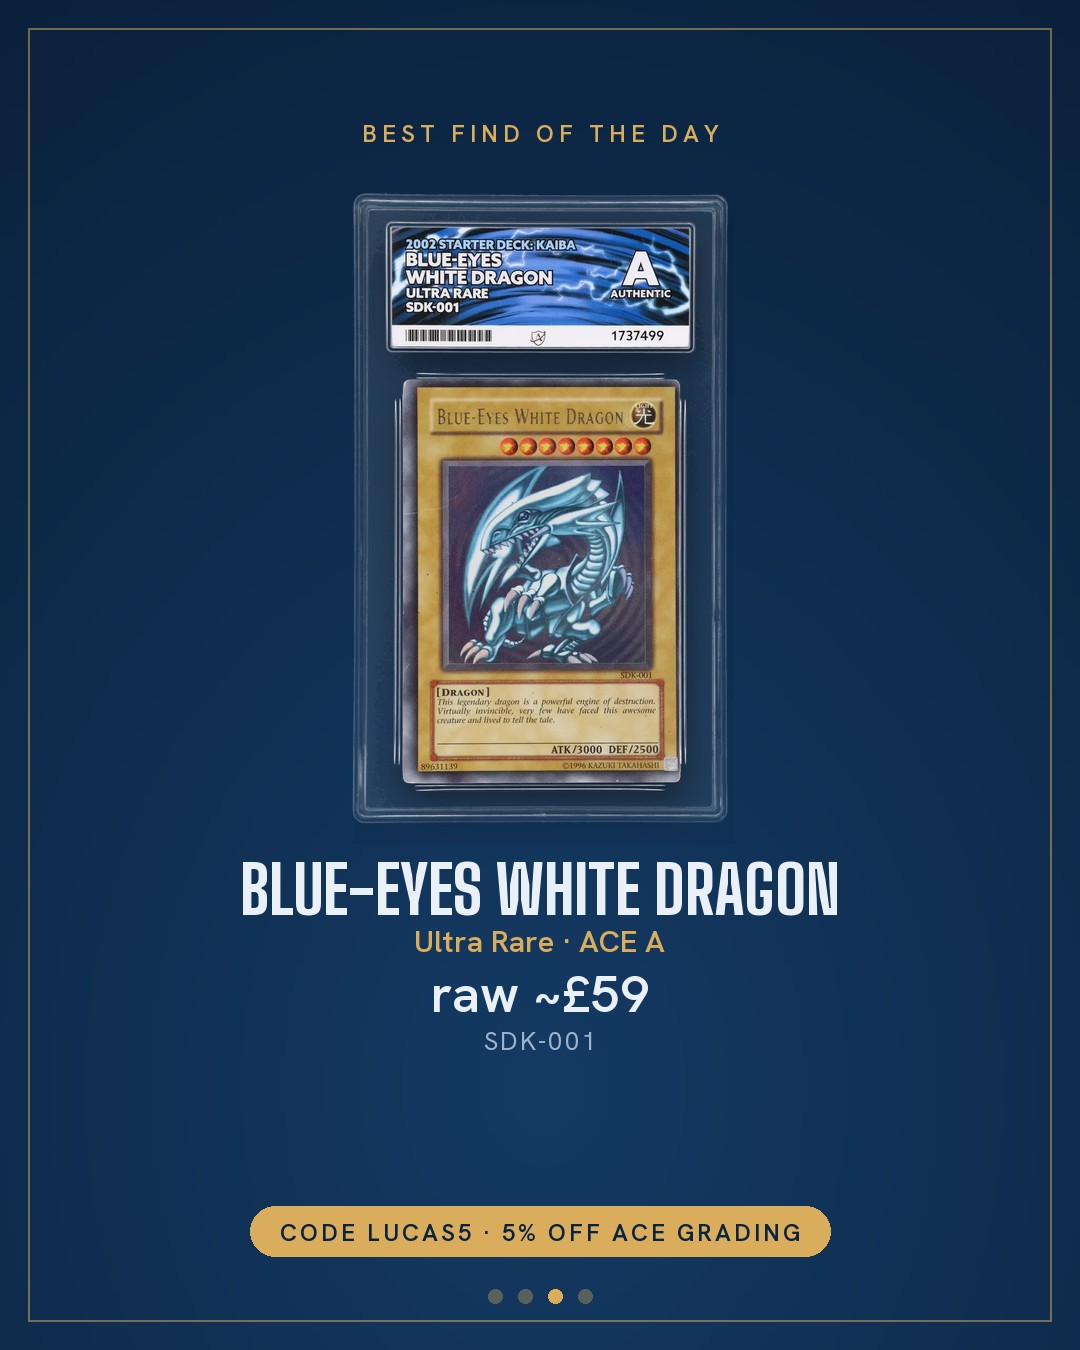 BEST FIND OF THE DAY
2002 STARTER DECK: KAIBA
BLUE-EYES
WHITE DRAGON
ULTRA RARE
SDK-001
A
AUTHENTIC
1737499
BLUE-EYES WHITE DRAGON
光
SDK-001
[DRAGON]
This legendary dragon is a powerful engine of destruction.
Virtually invincible, very few have faced this awesome
creature and lived to tell the tale.
ATK/3000 DEF/2500
89631139 ©1996 KAZUKI TAKAHASHI
BLUE-EYES WHITE DRAGON
Ultra Rare · ACE A
raw ~£59
SDK-001
CODE LUCAS5 · 5% OFF ACE GRADING